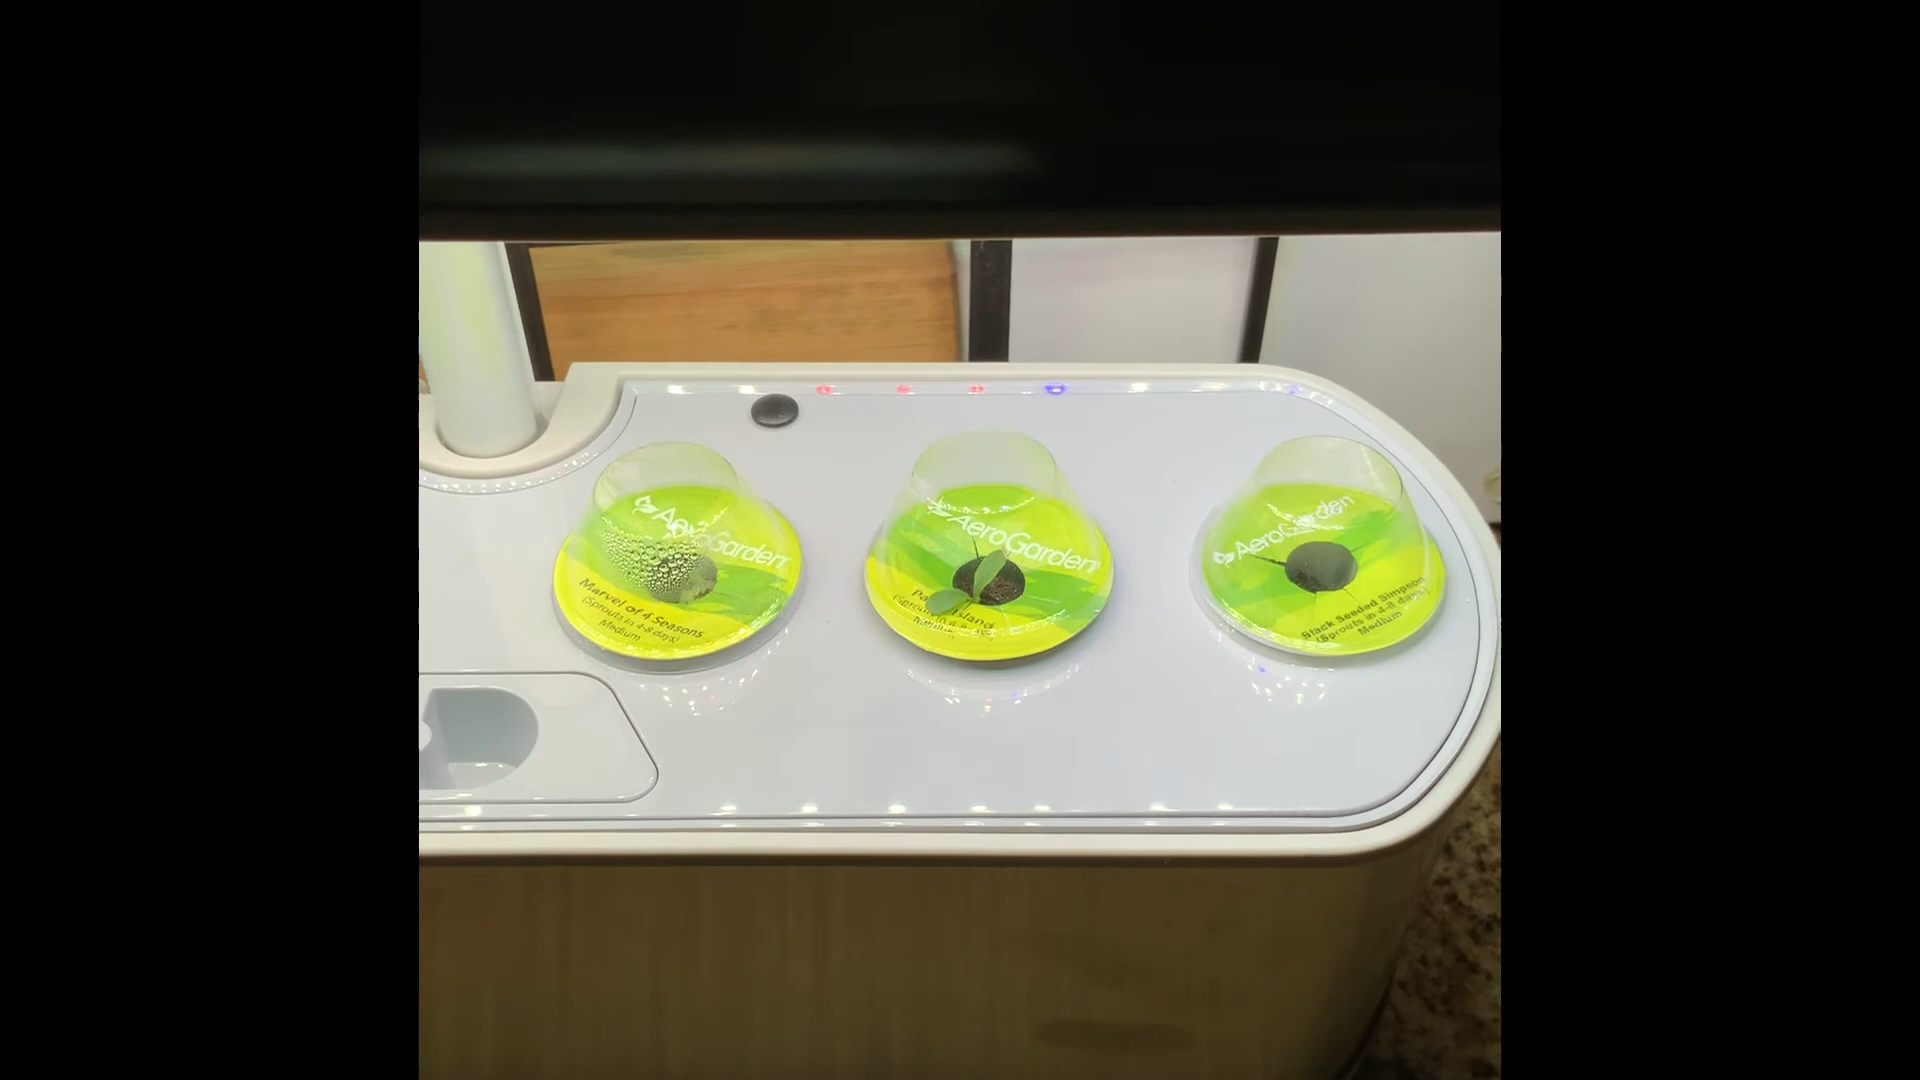 AeroGarden
Marvel of 4 Seasons
(Sprouts in 4-8 days)
Medium
AeroGarden
Island
AeroGarden
Black Seeded Simpson
(Sprouts in 4-8 days)
Medium